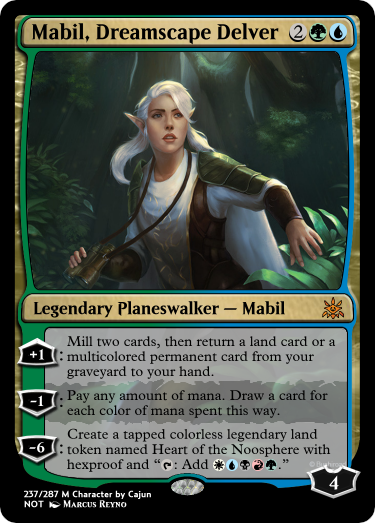 Mabil, Dreamscape Delver 2
Legendary Planeswalker — Mabil
+1: Mill two cards, then return a land card or a
multicolored permanent card from your
graveyard to your hand.
-1: Pay any amount of mana. Draw a card for
each color of mana spent this way.
-6: Create a tapped colorless legendary land
token named Heart of the Noosphere with
hexproof and “: Add .”
4
237/287 M Character by Cajun
NOT Marcus Reyno